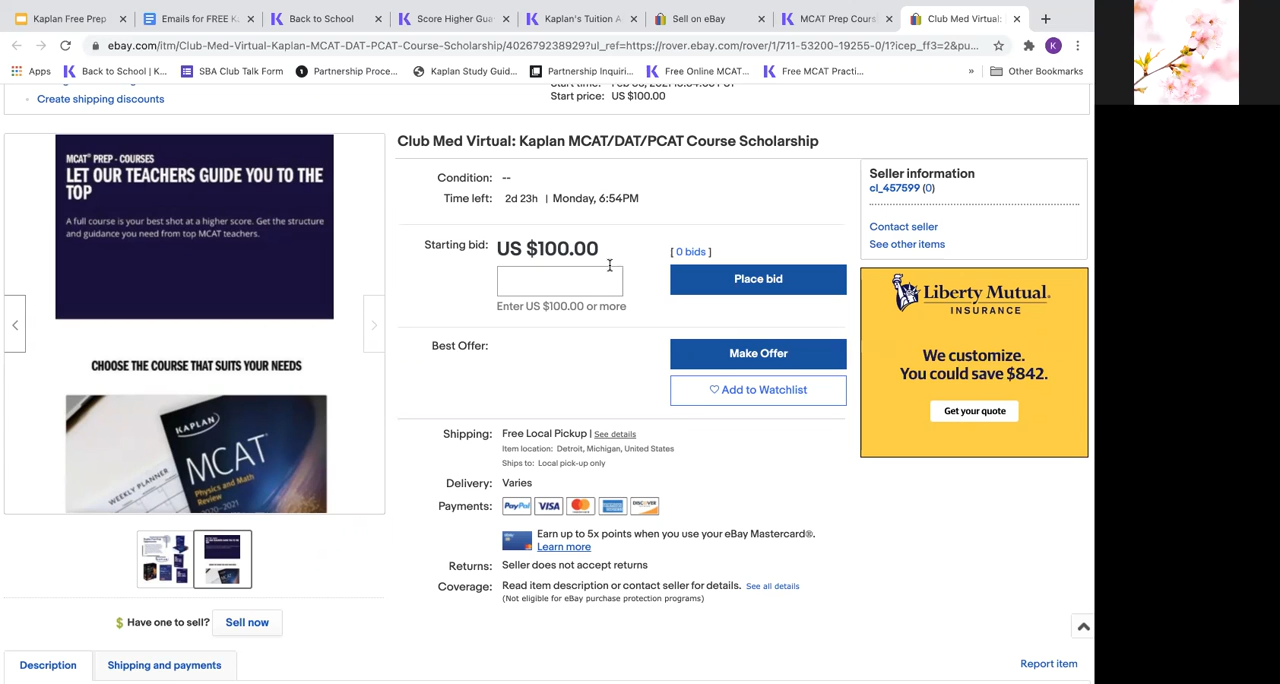 Kaplan Free Prep
Emails for FREE K
Back to School
Score Higher Gua
Kaplan's Tuition A
Sell on eBay
MCAT Prep Cours
Club Med Virtual:
ebay.com/itm/Club-Med-Virtual-Kaplan-MCAT-DAT-PCAT-Course-Scholarship/402679238929?ul_ref=https://rover.ebay.com/rover/1/711-53200-19255-0/1?icep_ff3=2&pu...
K
Apps
Back to School | K...
SBA Club Talk Form
Partnership Proce...
Kaplan Study Guid...
Partnership Inquiri...
Free Online MCAT...
Free MCAT Practi...
»
Other Bookmarks
Create shipping discounts
Start price: US $100.00
Club Med Virtual: Kaplan MCAT/DAT/PCAT Course Scholarship
MCAT® PREP - COURSES
LET OUR TEACHERS GUIDE YOU TO THE
TOP
A full course is your best shot at a higher score. Get the structure
and guidance you need from top MCAT teachers.
CHOOSE THE COURSE THAT SUITS YOUR NEEDS
KAPLAN
MCAT
Physics and Math
Review
2020-2021
WEEKLY PLANNER
Have one to sell? Sell now
Condition: --
Time left: 2d 23h | Monday, 6:54PM
Starting bid: US $100.00
[ 0 bids ]
Place bid
Enter US $100.00 or more
Best Offer:
Make Offer
Add to Watchlist
Shipping: Free Local Pickup | See details
Item location: Detroit, Michigan, United States
Ships to: Local pick-up only
Delivery: Varies
Payments: PayPal VISA DISCOVER
Earn up to 5x points when you use your eBay Mastercard®.
Learn more
Returns: Seller does not accept returns
Coverage: Read item description or contact seller for details. See all details
(Not eligible for eBay purchase protection programs)
Seller information
cl_457599 (0)
Contact seller
See other items
Liberty Mutual.
INSURANCE
We customize.
You could save $842.
Get your quote
Description
Shipping and payments
Report item